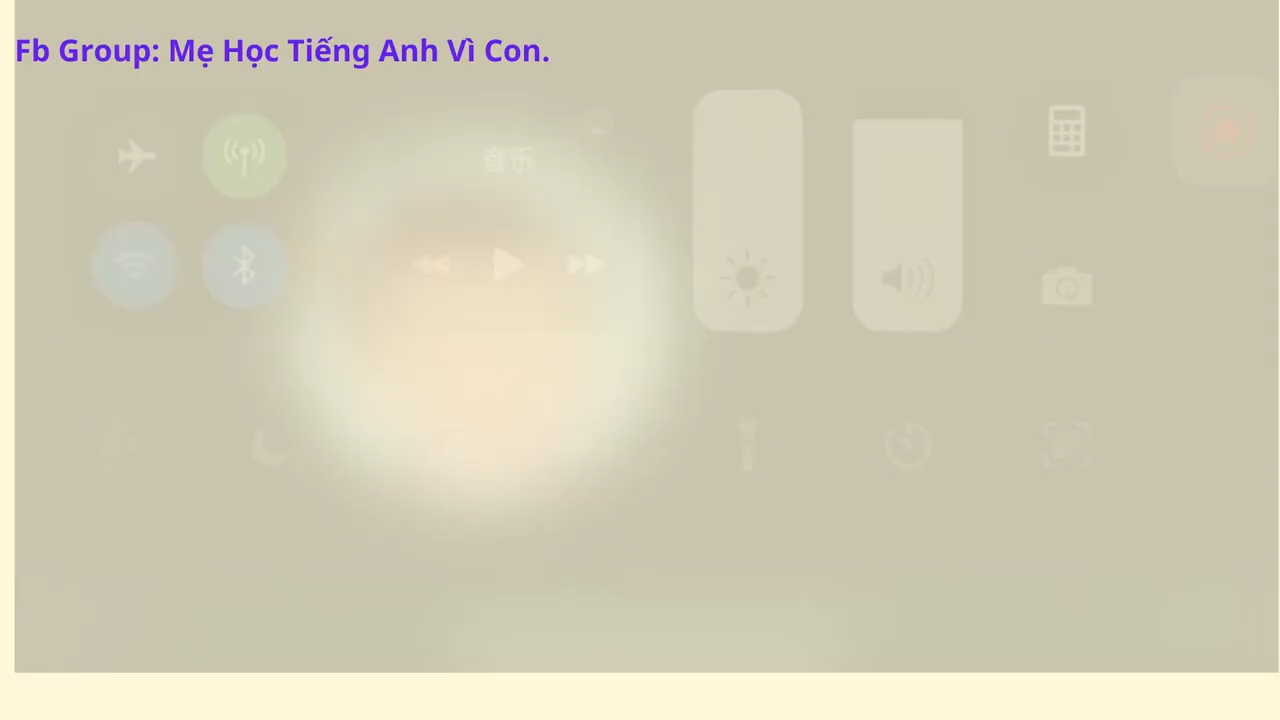 Fb Group: Mẹ Học Tiếng Anh Vì Con.
音乐